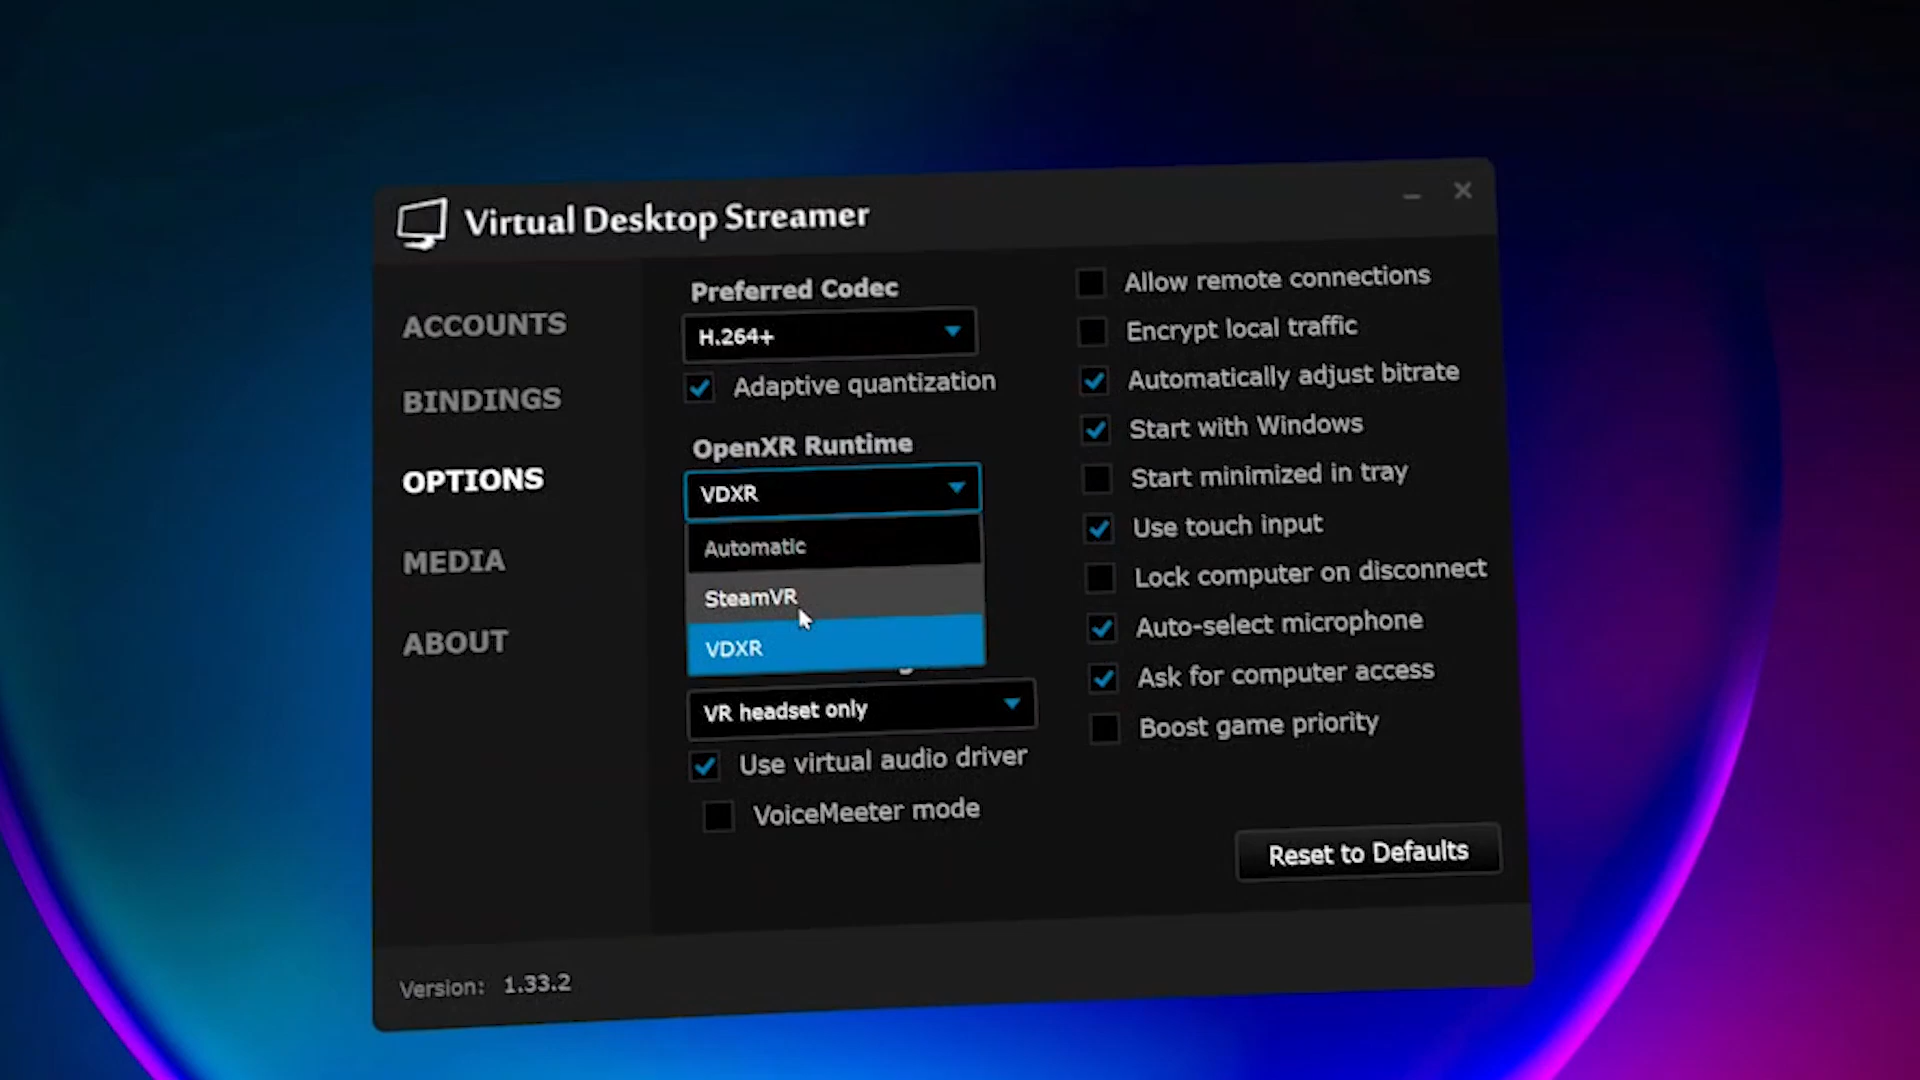 Virtual Desktop Streamer
ACCOUNTS
BINDINGS
OPTIONS
MEDIA
ABOUT
Preferred Codec
H.264+
Adaptive quantization
OpenXR Runtime
VDXR
Automatic
SteamVR
VDXR
VR headset only
Use virtual audio driver
VoiceMeeter mode
Allow remote connections
Encrypt local traffic
Automatically adjust bitrate
Start with Windows
Start minimized in tray
Use touch input
Lock computer on disconnect
Auto-select microphone
Ask for computer access
Boost game priority
Reset to Defaults
Version: 1.33.2